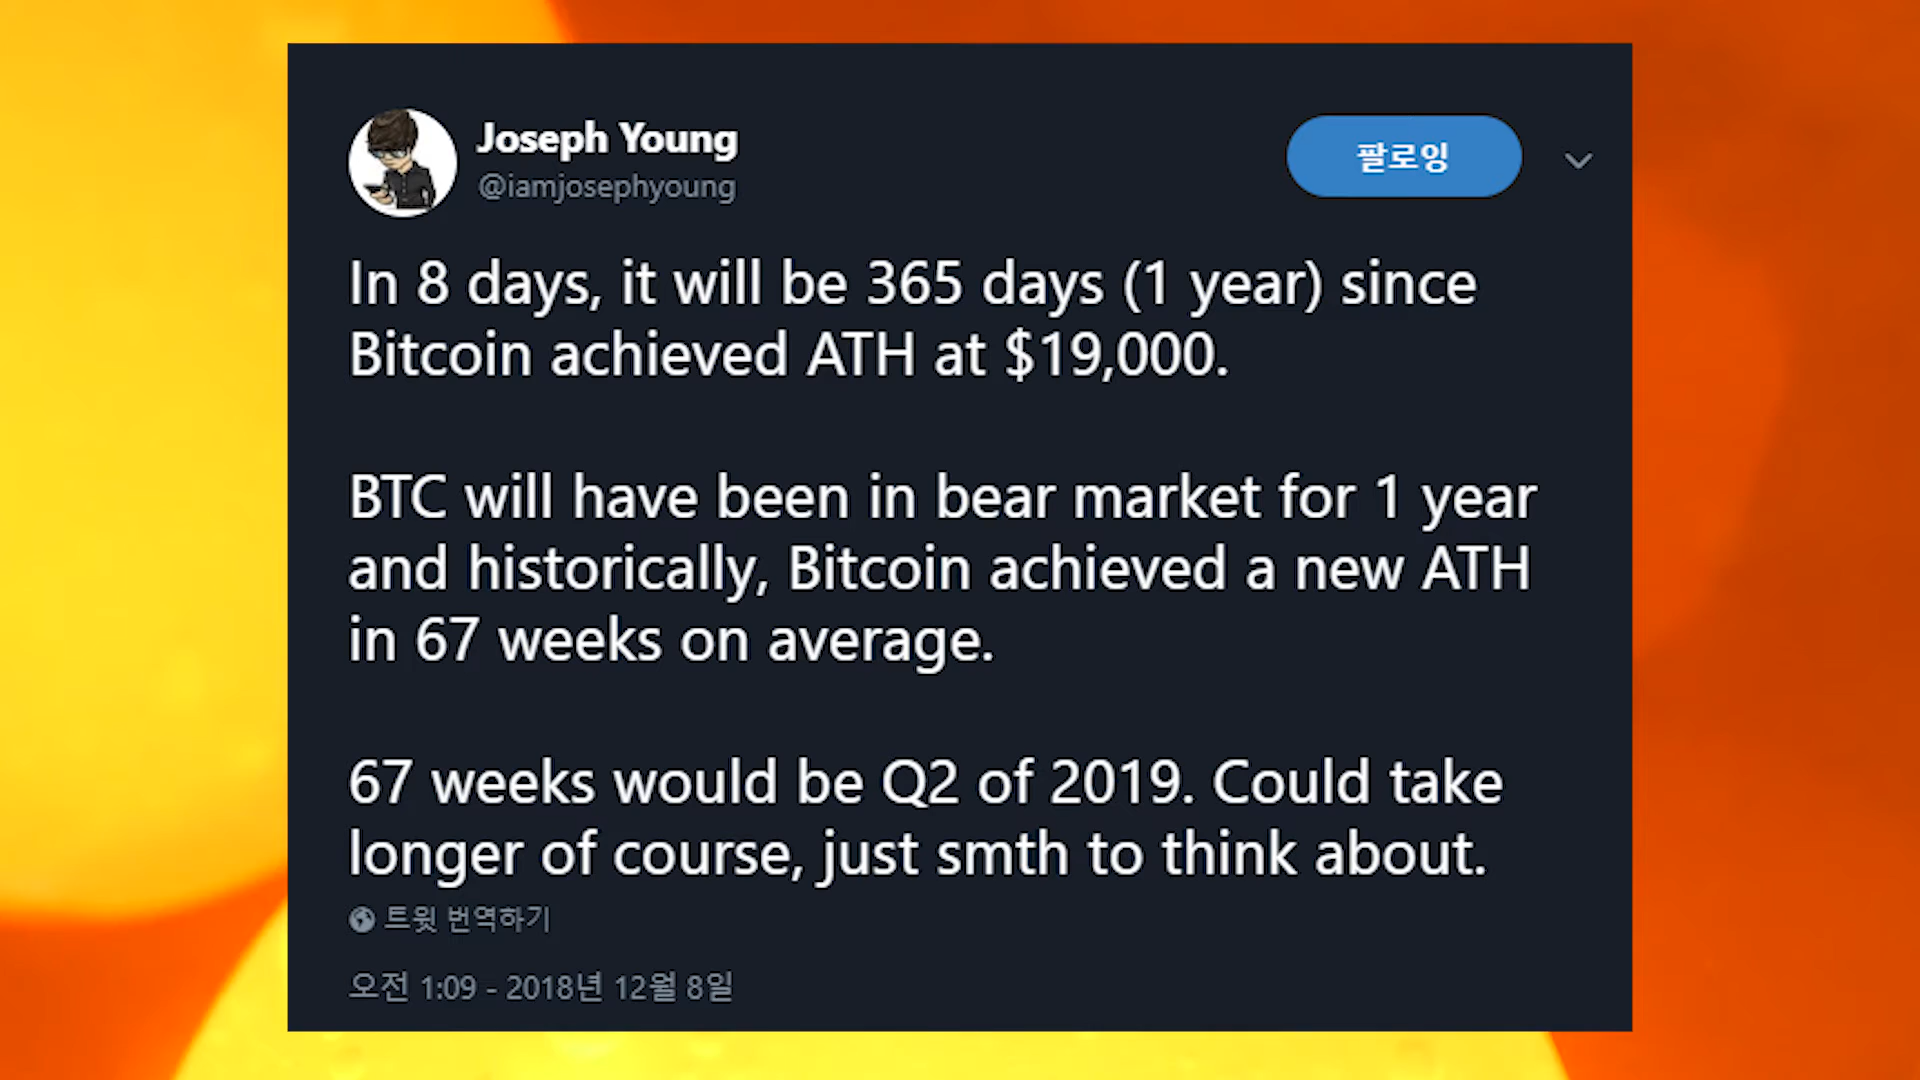 Joseph Young
@iamjosephyoung
팔로잉
In 8 days, it will be 365 days (1 year) since
Bitcoin achieved ATH at $19,000.
BTC will have been in bear market for 1 year
and historically, Bitcoin achieved a new ATH
in 67 weeks on average.
67 weeks would be Q2 of 2019. Could take
longer of course, just smth to think about.
트윗 번역하기
오전 1:09 - 2018년 12월 8일